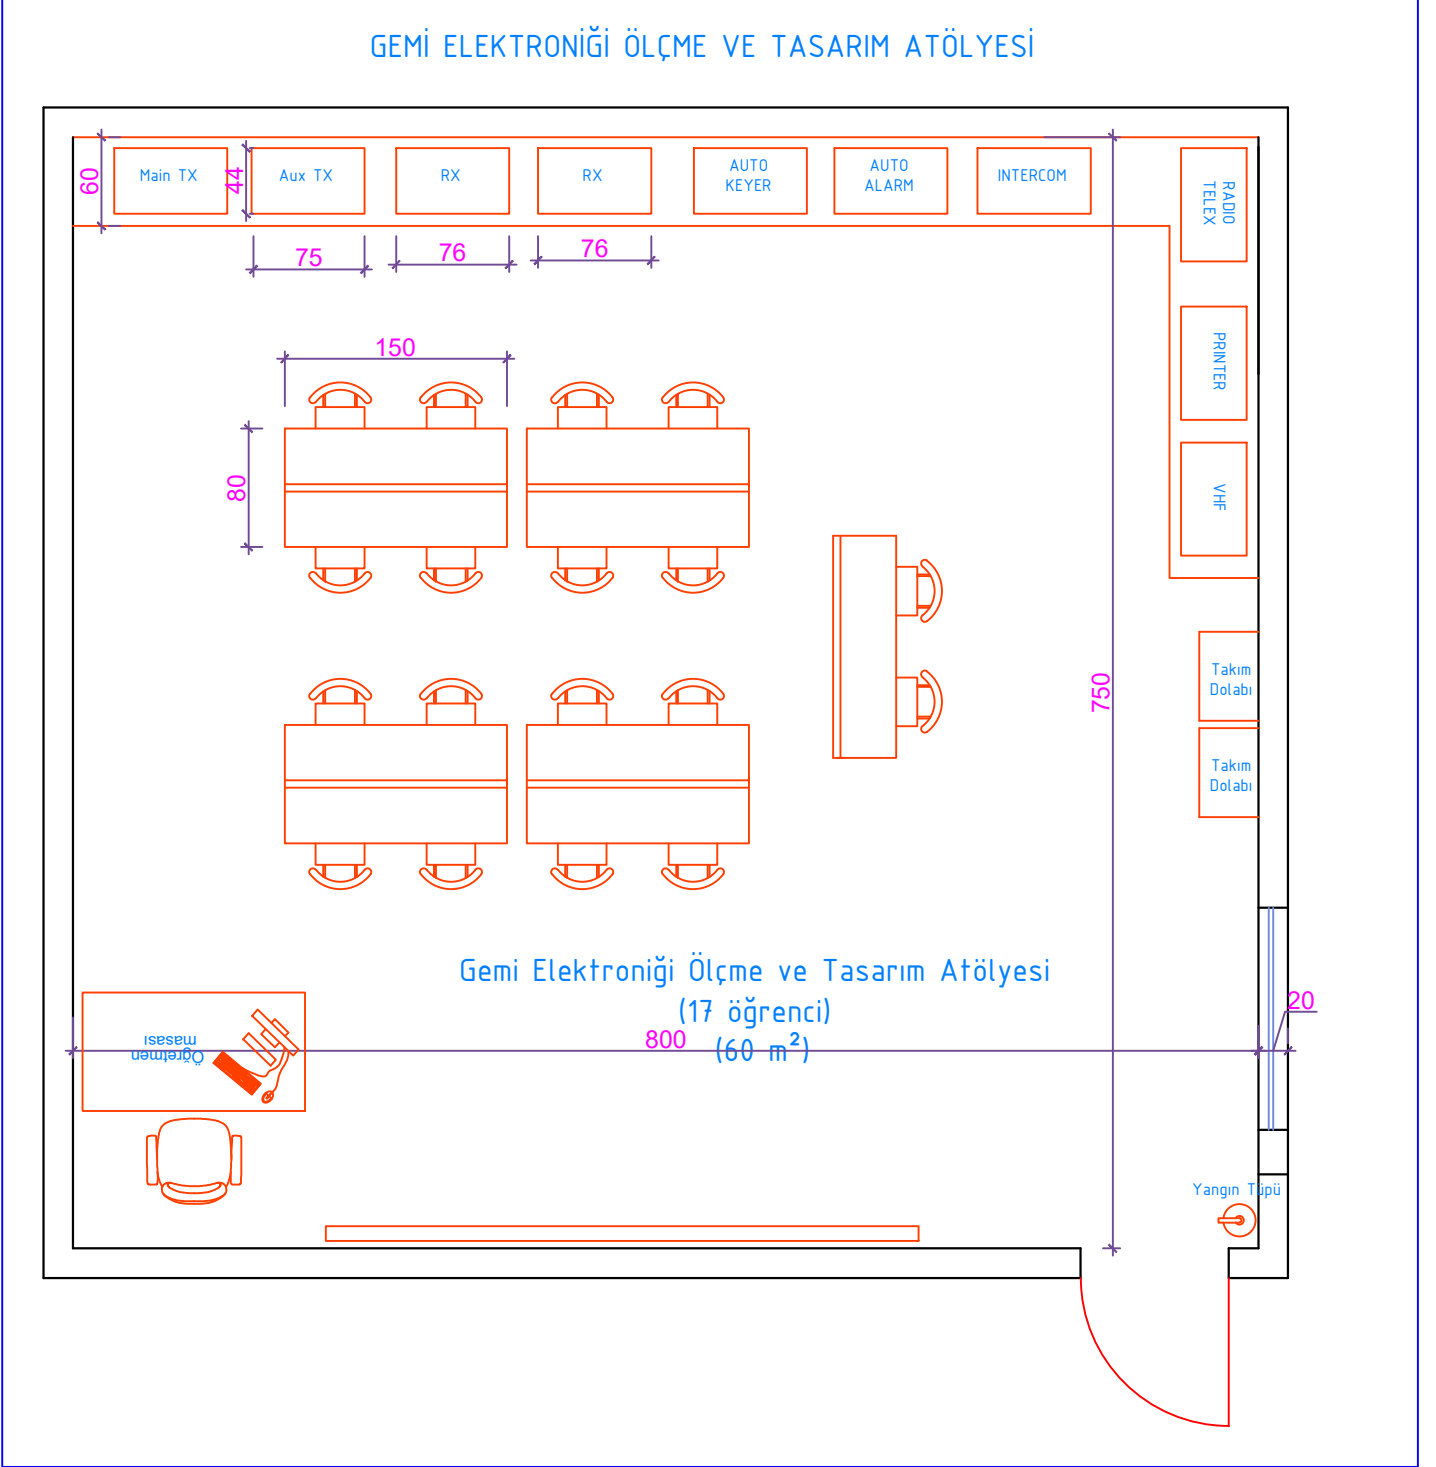 GEMİ ELEKTRONİĞİ ÖLÇME VE TASARIM ATÖLYESİ
60
Main TX
44
Aux TX
RX
RX
AUTO
KEYER
AUTO
ALARM
INTERCOM
RADIO
TELEX
75
76
76
PRINTER
150
80
VHF
750
Takım
Dolabı
Takım
Dolabı
Gemi Elektroniği Ölçme ve Tasarım Atölyesi
(17 öğrenci)
(60 m²)
800
20
Öğretmen
masası
Yangın Tüpü